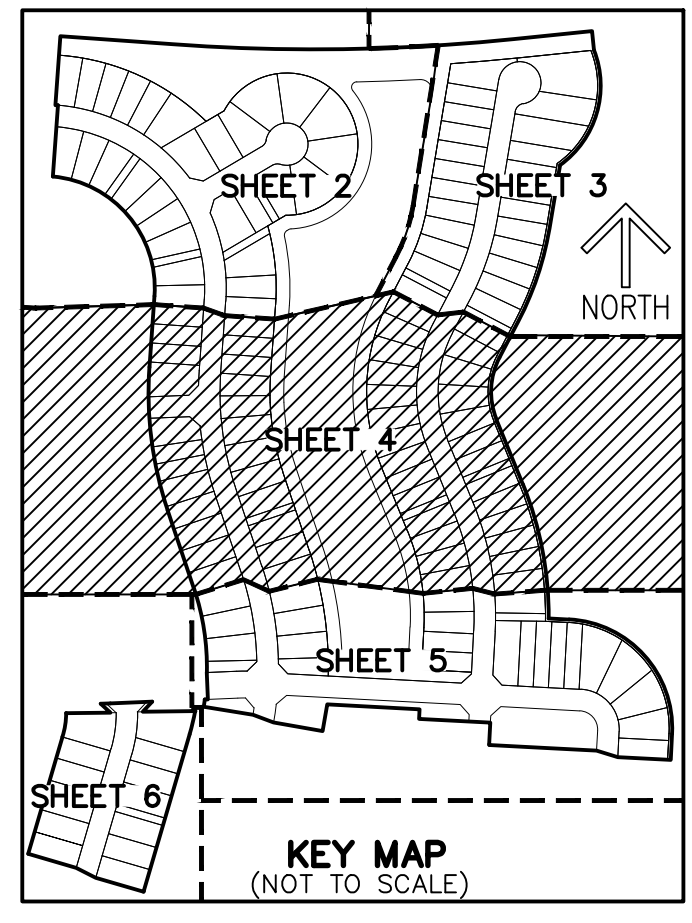 SHEET 2
SHEET 3
NORTH
SHEET 4
SHEET 5
SHEET 6
KEY MAP
(NOT TO SCALE)